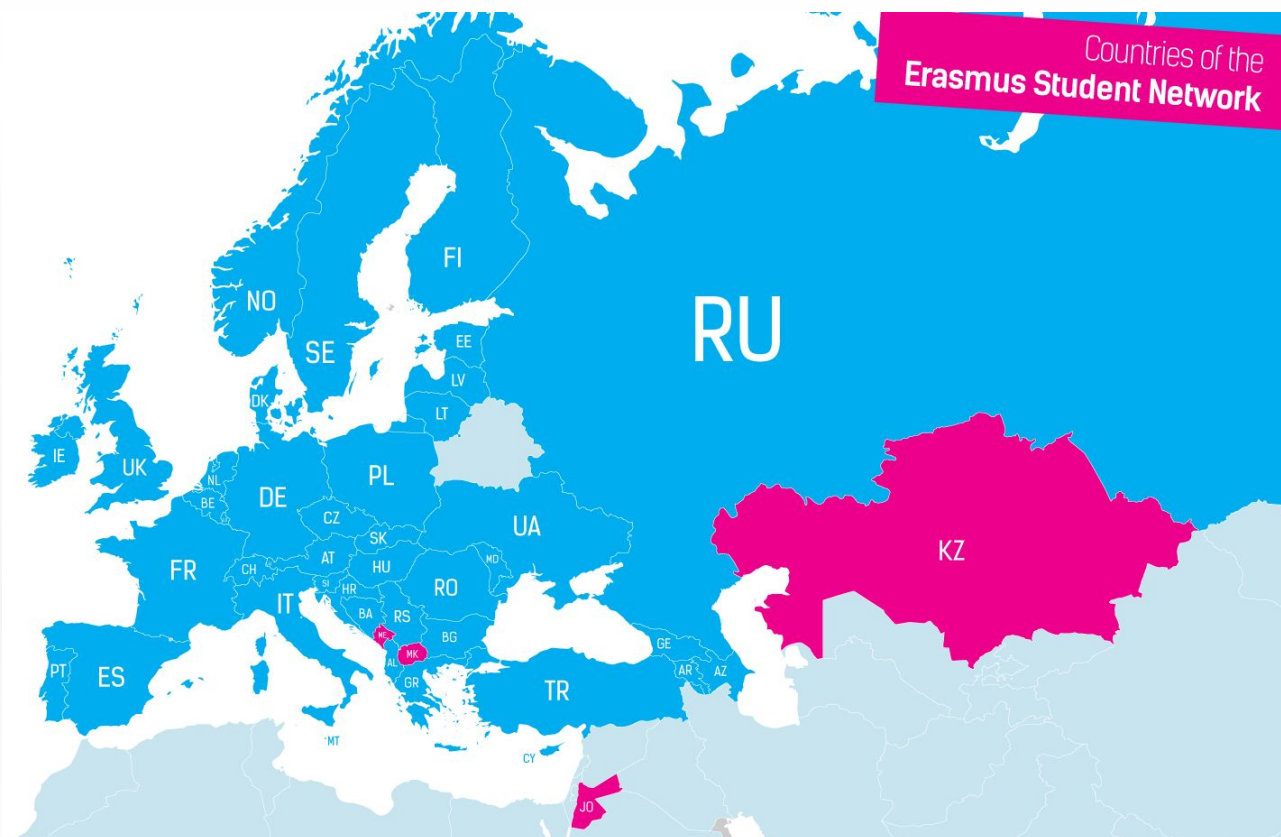 Countries of the
Erasmus Student Network
FI
NO
RU
SE
EE
LV
DK
LT
IE
UK
NL
PL
DE
BE
CZ
UA
SK
KZ
AT
MD
FR
CH
HU
RO
SI
HR
IT
BA
RS
ME
BG
GE
MK
AL
PT
ES
AR
AZ
GR
TR
MT
CY
JO